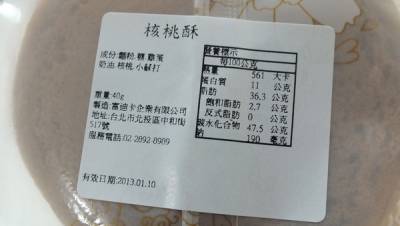 核桃酥
成份:麵粉.糖.雞蛋
奶油.核桃.小蘇打
重量:40g
製造:富迪卡企業有限公司
地址:台北市北投區中和街
517號
服務電話:02-2892-8989
有效日期:2013.01.10
營養標示
每100公克
熱量 561 大卡
蛋白質 11 公克
脂肪 36.3 公克
飽和脂肪 2.7 公克
反式脂肪 0 公克
碳水化合物 47.5 公克
鈉 190 毫克